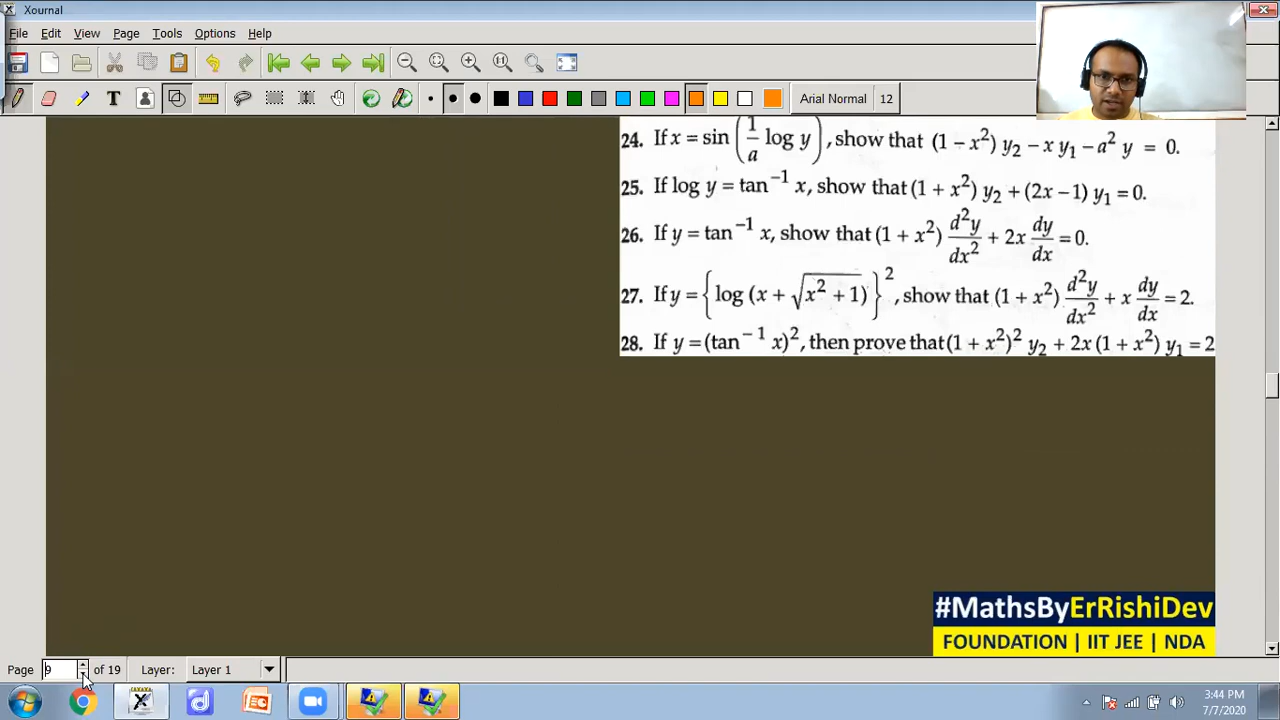 Xournal
File Edit View Page Tools Options Help
Arial Normal 12
24. If x = sin (1/a log y), show that (1 − x²) y₂ − x y₁ − a² y = 0.
25. If log y = tan⁻¹ x, show that (1 + x²) y₂ + (2x − 1) y₁ = 0.
26. If y = tan⁻¹ x, show that (1 + x²) d²y/dx² + 2x dy/dx = 0.
27. If y = {log (x + √(x² + 1)}², show that (1 + x²) d²y/dx² + x dy/dx = 2.
28. If y = (tan⁻¹ x)², then prove that (1 + x²)² y₂ + 2x (1 + x²) y₁ = 2
#MathsByErRishiDev
FOUNDATION | IIT JEE | NDA
Page 9 of 19 Layer: Layer 1
3:44 PM
7/7/2020